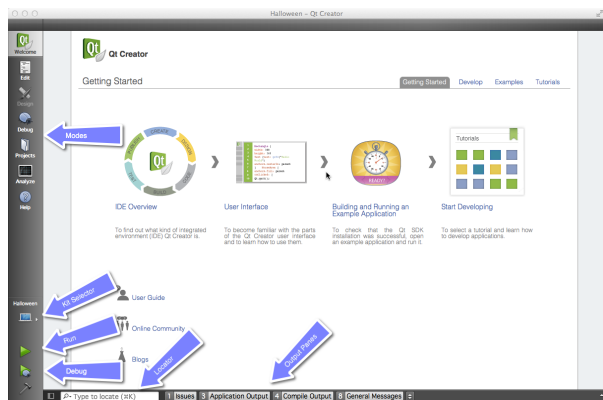 Halloween – Qt Creator
Qt
Welcome
Edit
Design
Debug
Projects
Analyze
Help
Halloween
Modes
Kit Selector
Run
Debug
Locator
Output Panes
Qt
Qt Creator
Getting Started
Getting Started Develop Examples Tutorials
CREATE
Qt
READY!
Tutorials
IDE Overview
To find out what kind of integrated
environment (IDE) Qt Creator is.
User Interface
To become familiar with the parts
of the Qt Creator user interface
and to learn how to use them.
Building and Running an
Example Application
To check that the Qt SDK
installation was successful, open
an example application and run it.
Start Developing
To select a tutorial and learn how
to develop applications.
User Guide
Online Community
Blogs
Type to locate (⌘K) 1 Issues 3 Application Output 4 Compile Output 8 General Messages